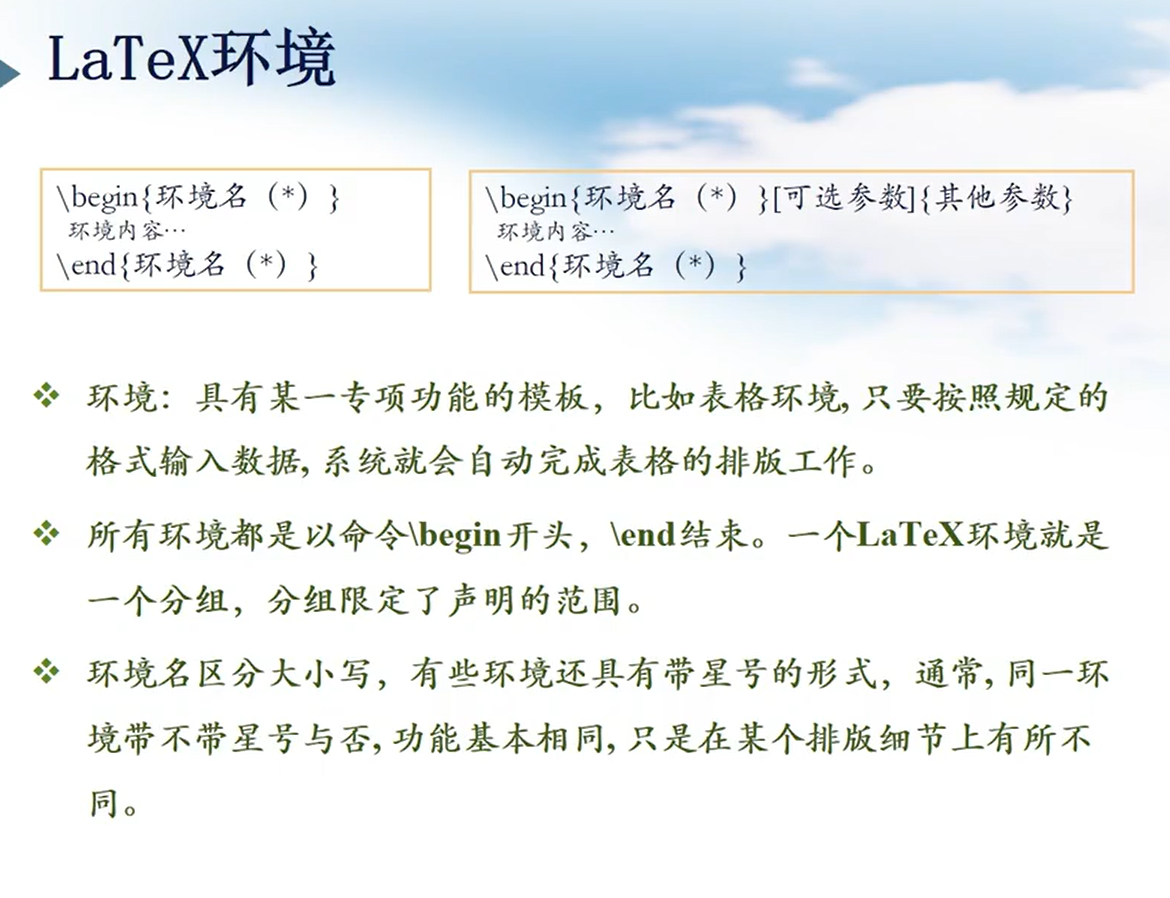 LaTeX环境
\begin{环境名（*）}
环境内容…
\end{环境名（*）}
\begin{环境名（*）}[可选参数]{其他参数}
环境内容…
\end{环境名（*）}
环境：具有某一专项功能的模板，比如表格环境,只要按照规定的
格式输入数据,系统就会自动完成表格的排版工作。
所有环境都是以命令\begin开头，\end结束。一个LaTeX环境就是
一个分组，分组限定了声明的范围。
环境名区分大小写，有些环境还具有带星号的形式，通常,同一环
境带不带星号与否,功能基本相同,只是在某个排版细节上有所不
同。